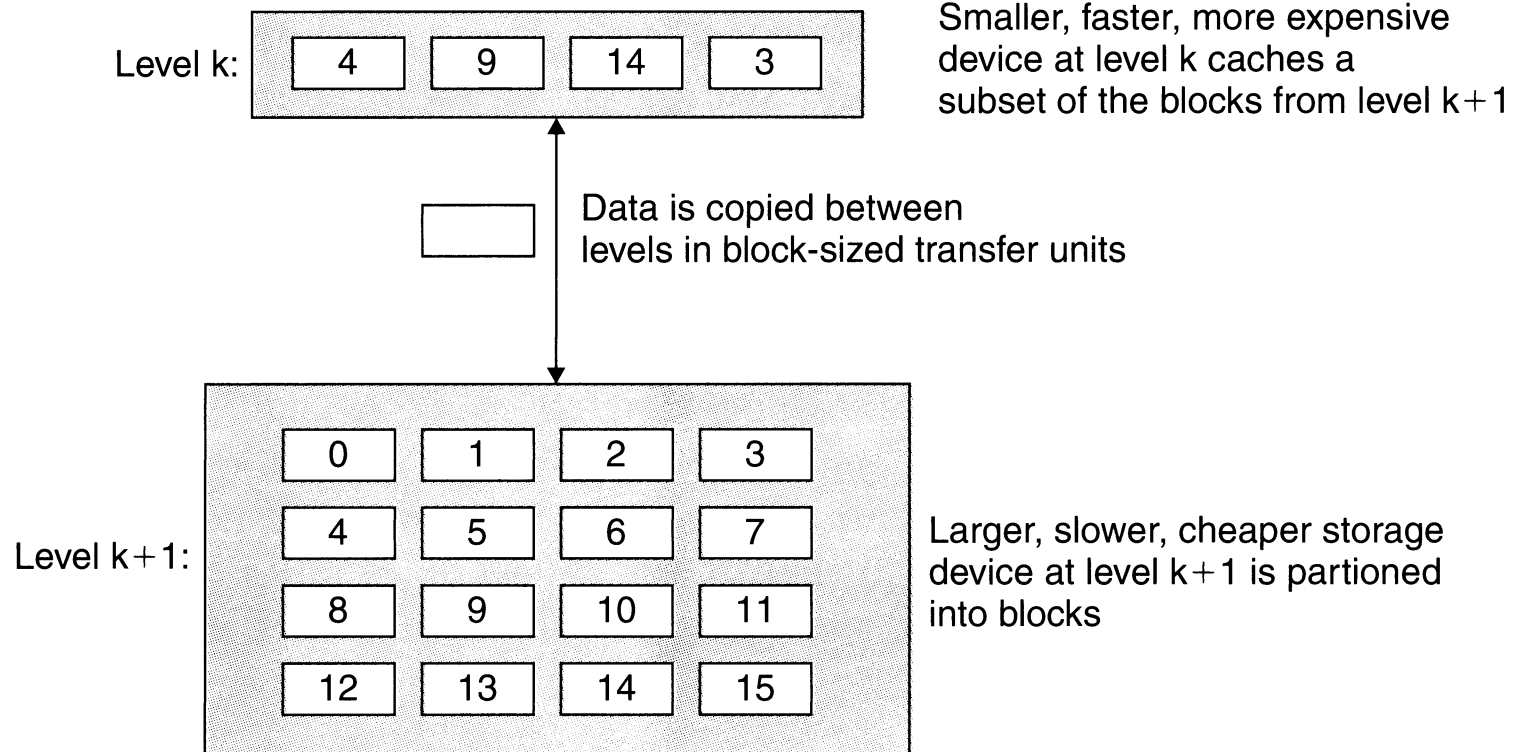 Level k:
4 9 14 3
Smaller, faster, more expensive
device at level k caches a
subset of the blocks from level k+1
Data is copied between
levels in block-sized transfer units
Level k+1:
0 1 2 3
4 5 6 7
8 9 10 11
12 13 14 15
Larger, slower, cheaper storage
device at level k+1 is partioned
into blocks